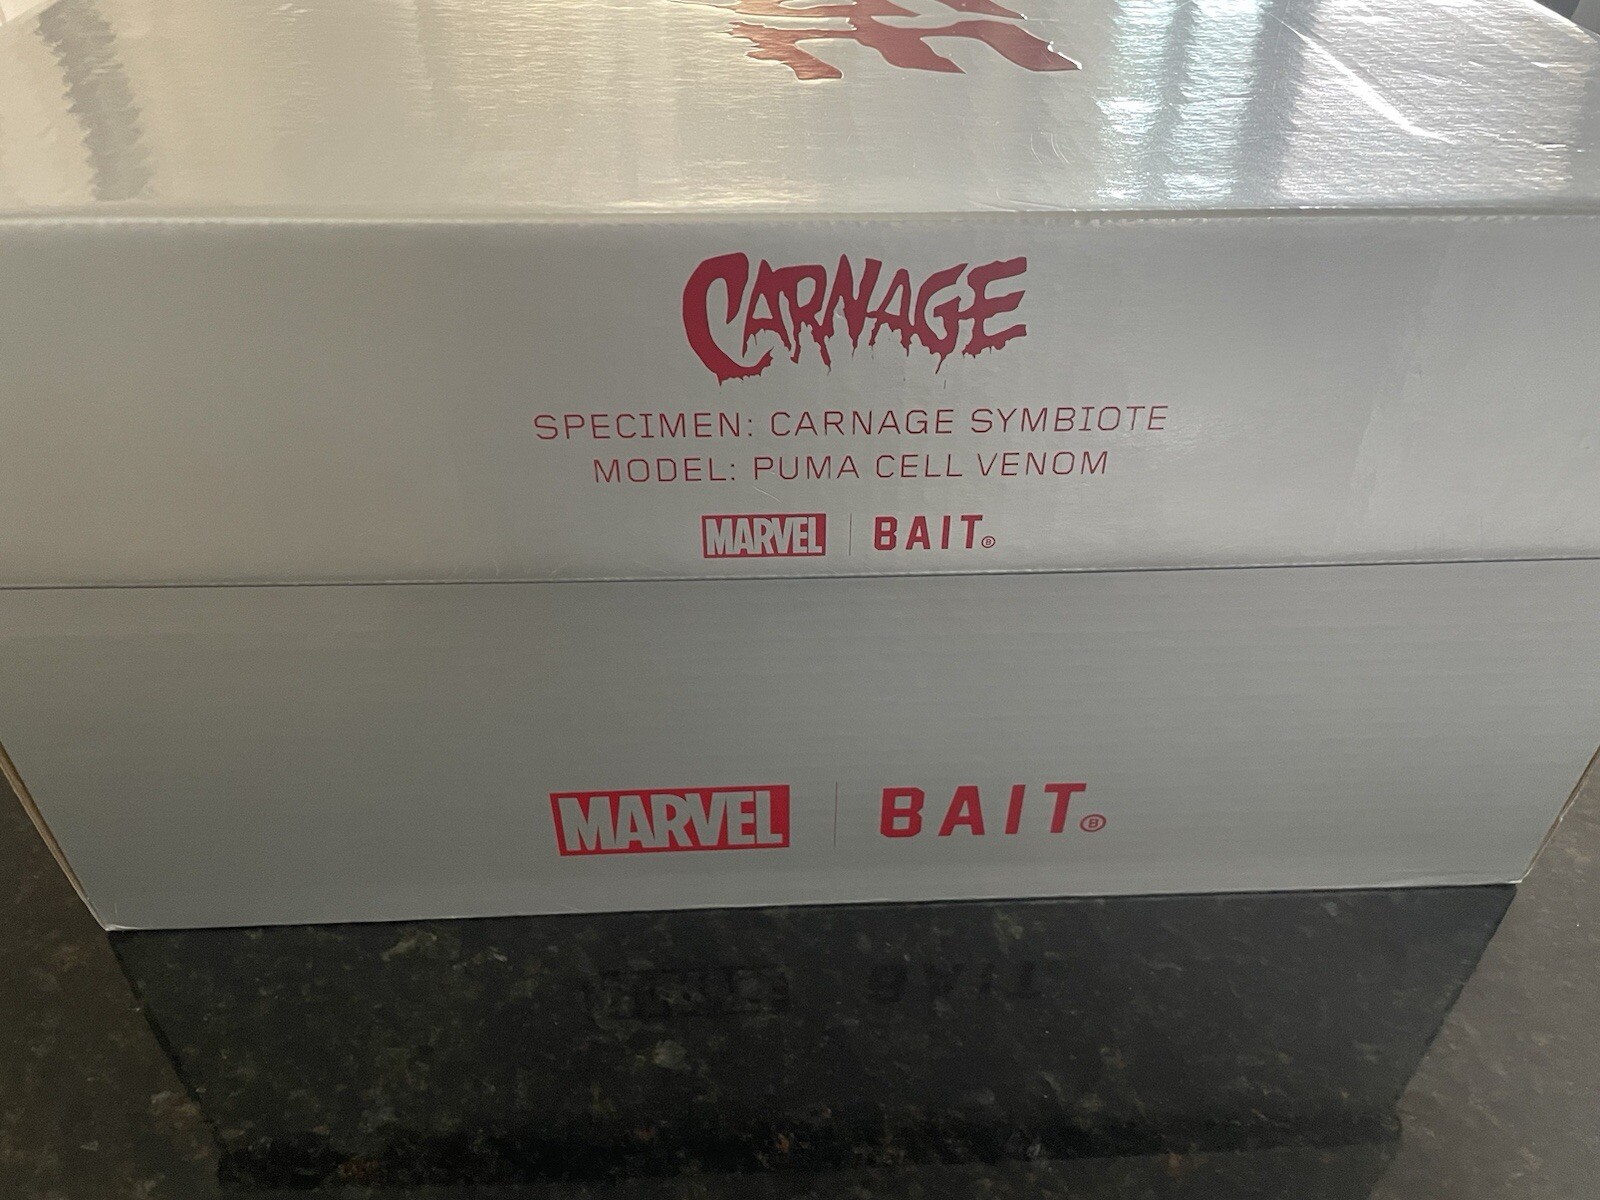 CARNAGE
SPECIMEN: CARNAGE SYMBIOTE
MODEL: PUMA CELL VENOM
MARVEL | BAIT®
MARVEL | BAIT®